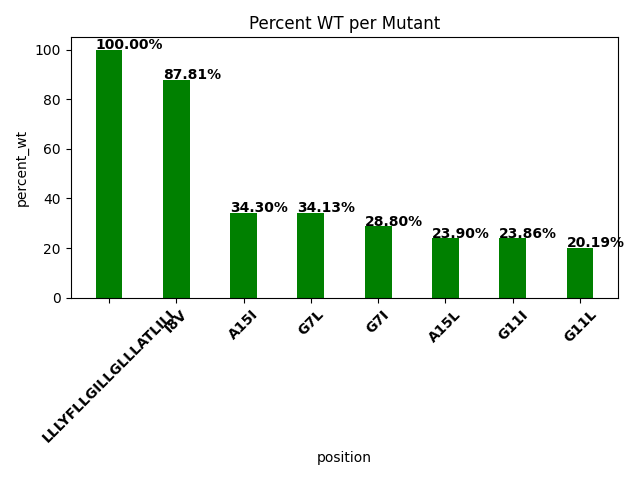 Percent WT per Mutant
percent_wt
100
80
60
40
20
0
100.00%
87.81%
34.30%
34.13%
28.80%
23.90%
23.86%
20.19%
LLLYFLLGILLGLLLATLILI
I8V
A15I
G7L
G7I
A15L
G11I
G11L
position